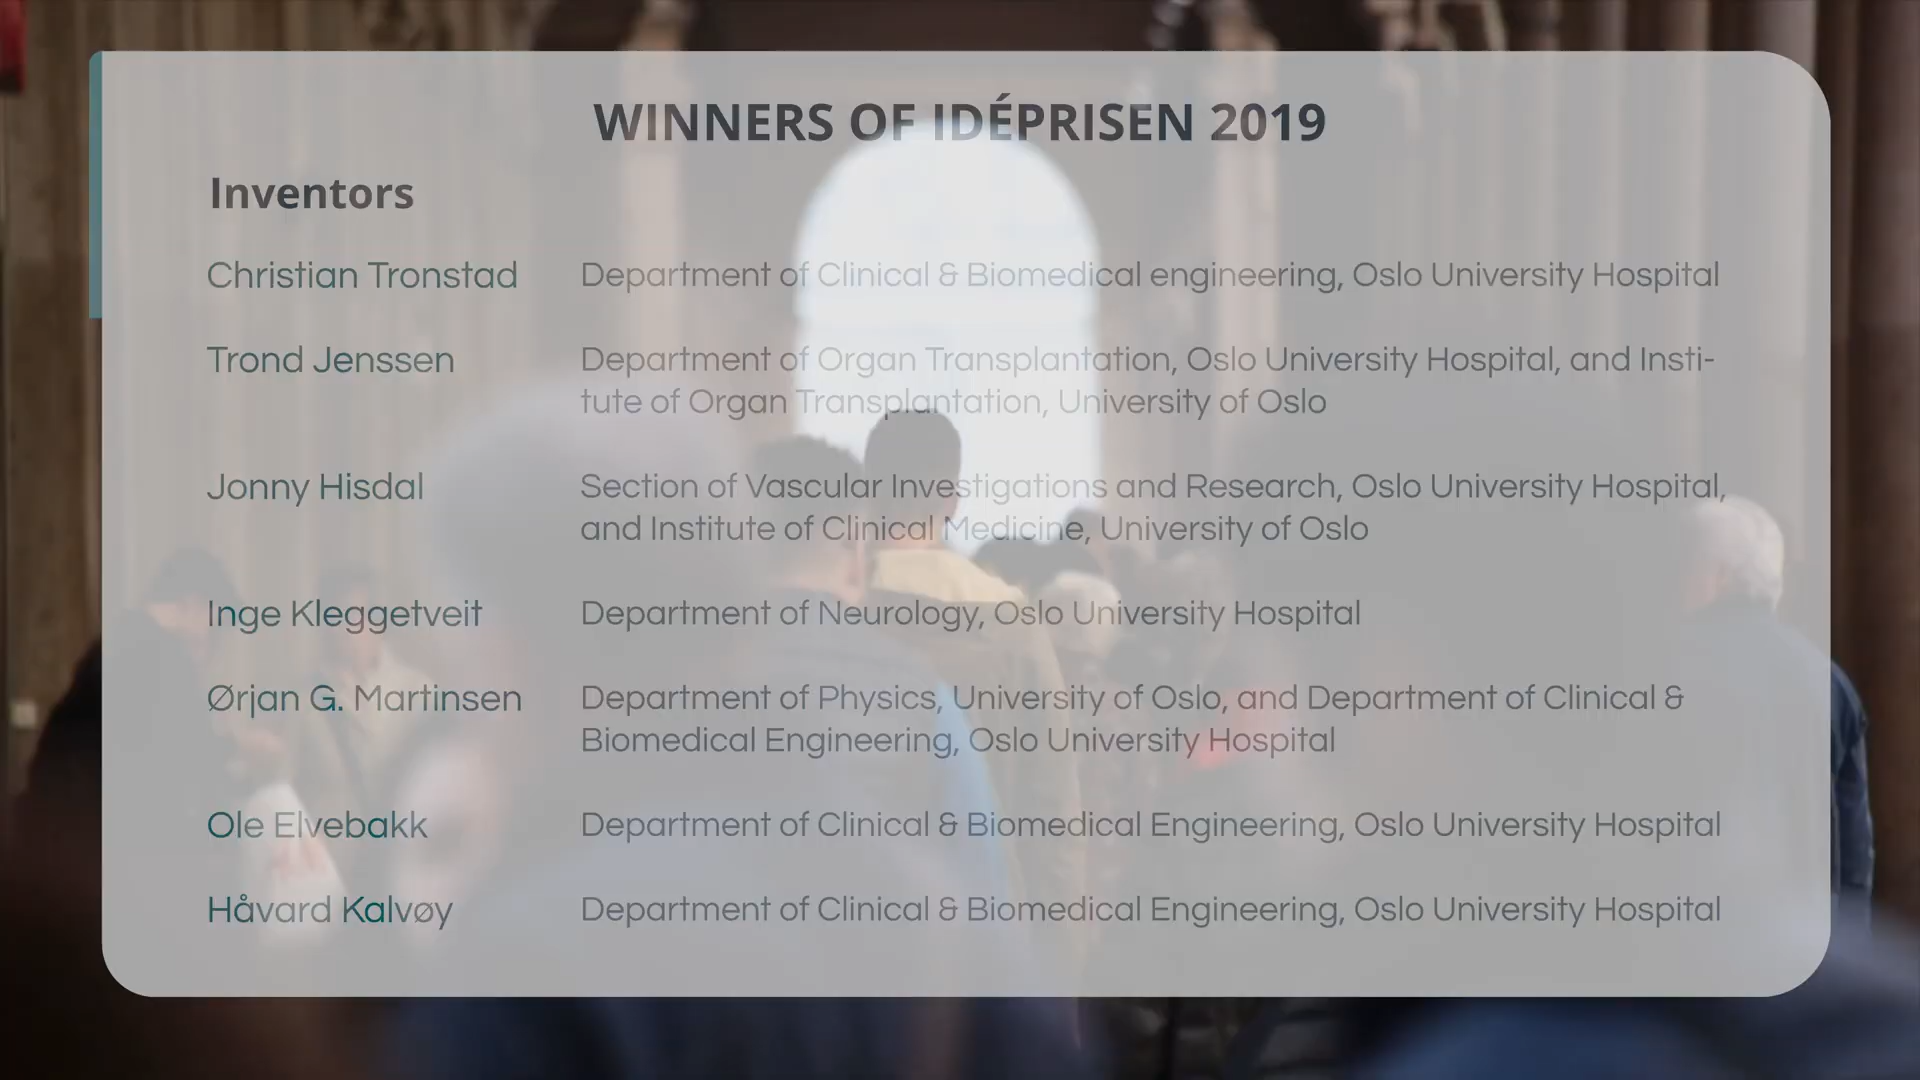 WINNERS OF IDÉPRISEN 2019
Inventors
Christian Tronstad Department of Clinical & Biomedical engineering, Oslo University Hospital
Trond Jenssen Department of Organ Transplantation, Oslo University Hospital, and Insti-
tute of Organ Transplantation, University of Oslo
Jonny Hisdal Section of Vascular Investigations and Research, Oslo University Hospital,
and Institute of Clinical Medicine, University of Oslo
Inge Kleggetveit Department of Neurology, Oslo University Hospital
Ørjan G. Martinsen Department of Physics, University of Oslo, and Department of Clinical &
Biomedical Engineering, Oslo University Hospital
Ole Elvebakk Department of Clinical & Biomedical Engineering, Oslo University Hospital
Håvard Kalvøy Department of Clinical & Biomedical Engineering, Oslo University Hospital